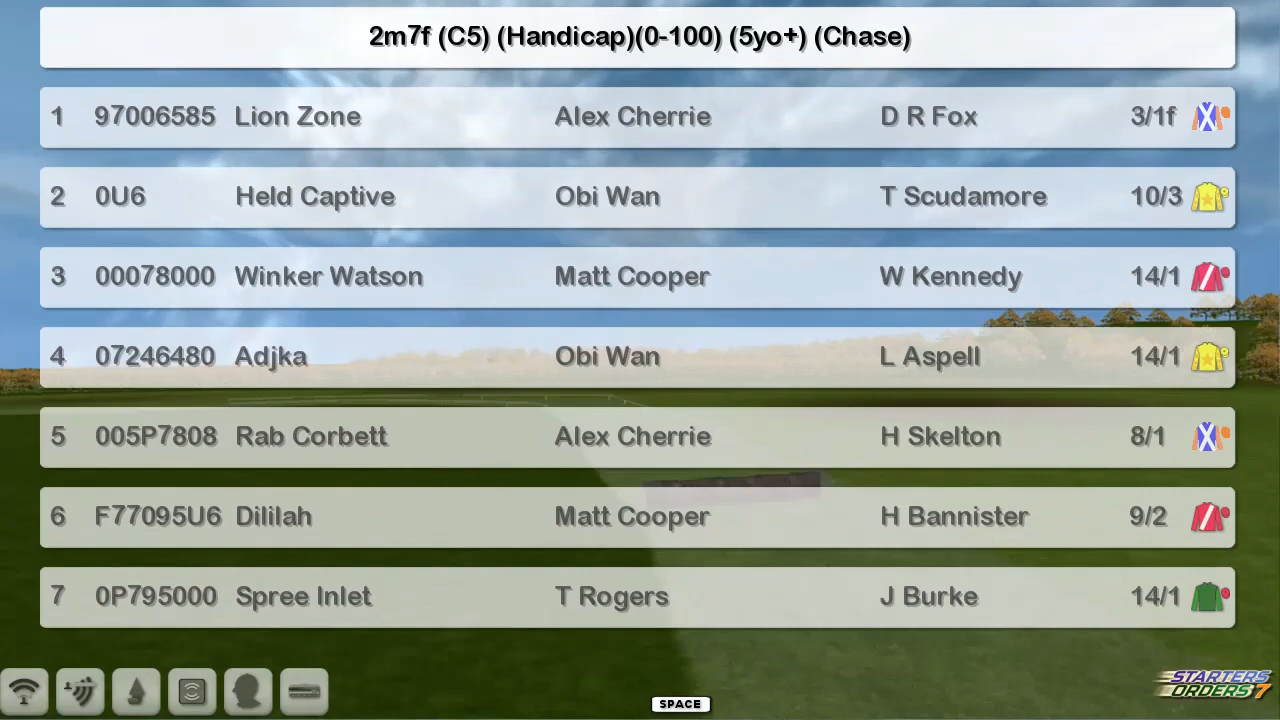 2m7f (C5) (Handicap)(0-100) (5yo+) (Chase)
1 97006585 Lion Zone Alex Cherrie D R Fox 3/1f
2 0U6 Held Captive Obi Wan T Scudamore 10/3
3 00078000 Winker Watson Matt Cooper W Kennedy 14/1
4 07246480 Adjka Obi Wan L Aspell 14/1
5 005P7808 Rab Corbett Alex Cherrie H Skelton 8/1
6 F77095U6 Dililah Matt Cooper H Bannister 9/2
7 0P795000 Spree Inlet T Rogers J Burke 14/1
SPACE
STARTERS
ORDERS 7